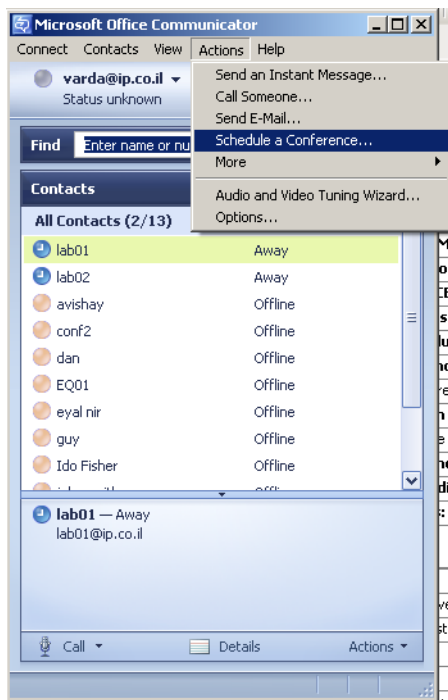 Microsoft Office Communicator
Connect Contacts View Actions Help
varda@ip.co.il
Status unknown
Send an Instant Message...
Call Someone...
Send E-Mail...
Schedule a Conference...
More
Audio and Video Tuning Wizard...
Options...
Find Enter name or nu
Contacts
All Contacts (2/13)
lab01 Away
lab02 Away
avishay Offline
conf2 Offline
dan Offline
EQ01 Offline
eyal nir Offline
guy Offline
Ido Fisher Offline
lab01 — Away
lab01@ip.co.il
Call Details Actions